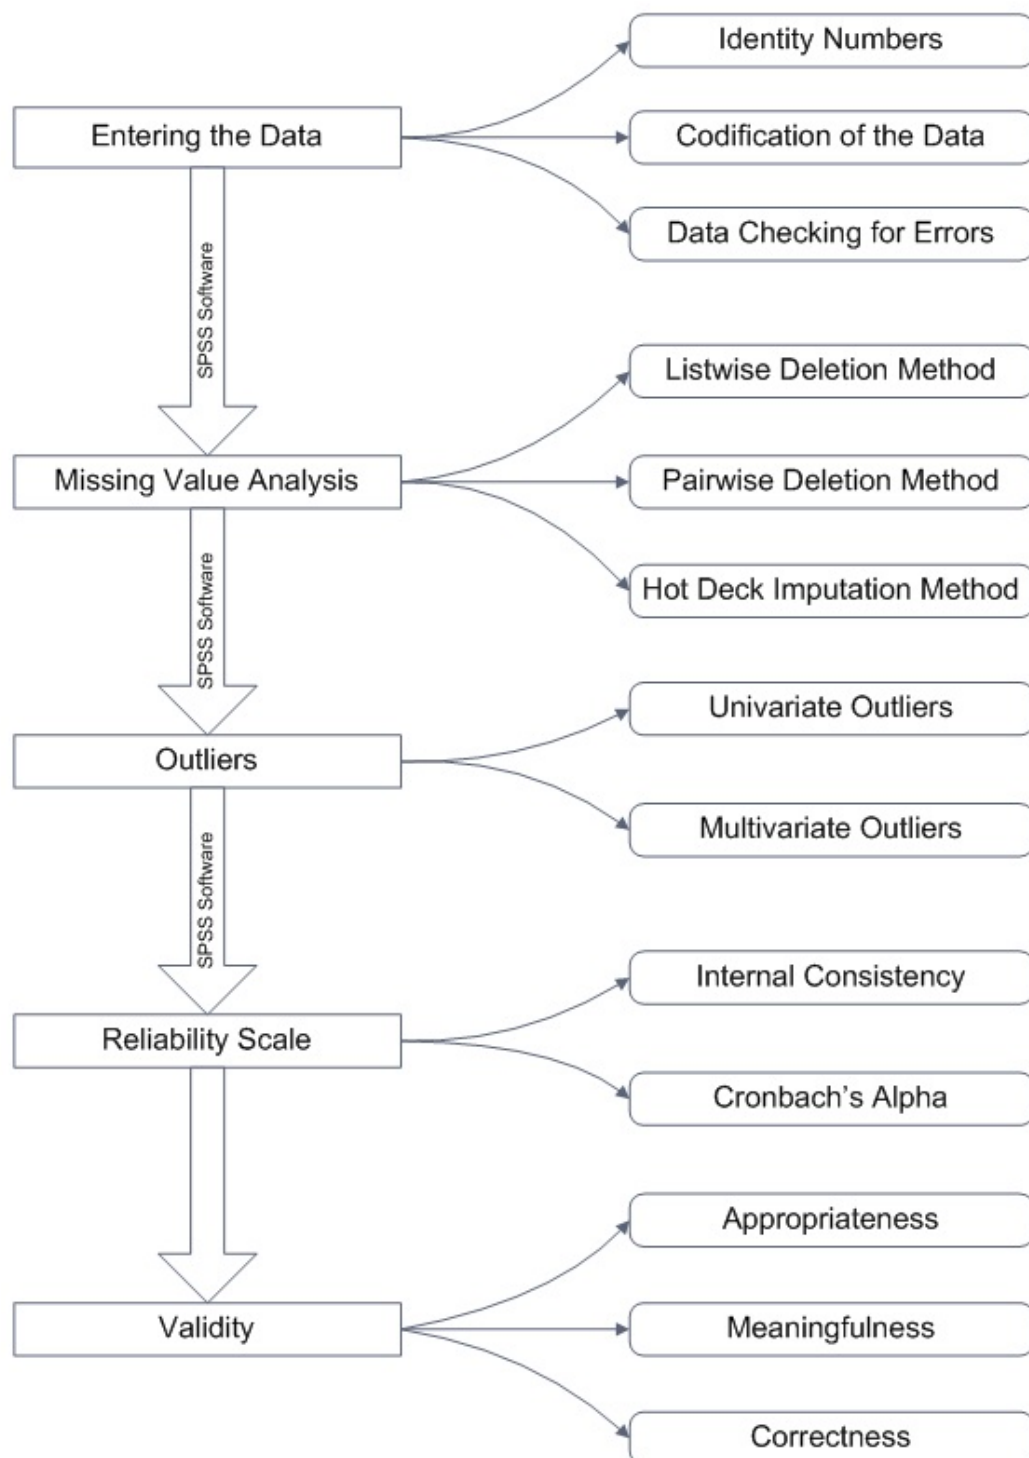 Identity Numbers
Entering the Data
Codification of the Data
Data Checking for Errors
SPSS Software
Listwise Deletion Method
Missing Value Analysis
Pairwise Deletion Method
Hot Deck Imputation Method
SPSS Software
Univariate Outliers
Outliers
Multivariate Outliers
SPSS Software
Internal Consistency
Reliability Scale
Cronbach’s Alpha
Appropriateness
Validity
Meaningfulness
Correctness